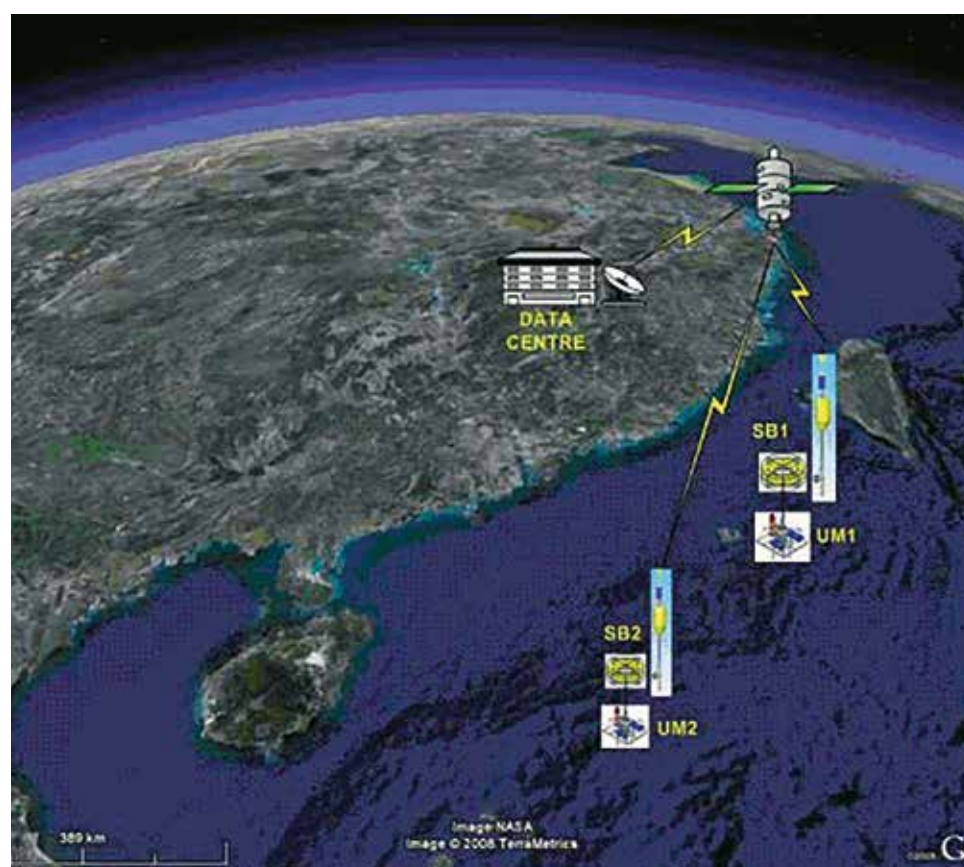 DATA
CENTRE
SB1
UM1
SB2
UM2
389 km
Image NASA
Image © 2008 TerraMetrics
G